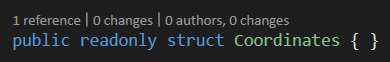 1 reference | 0 changes | 0 authors, 0 changes
public readonly struct Coordinates { }